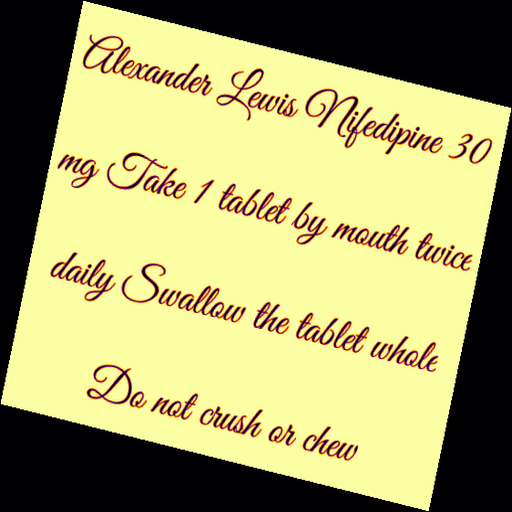 Alexander Lewis Nifedipine 30
mg Take 1 tablet by mouth twice
daily Swallow the tablet whole
Do not crush or chew